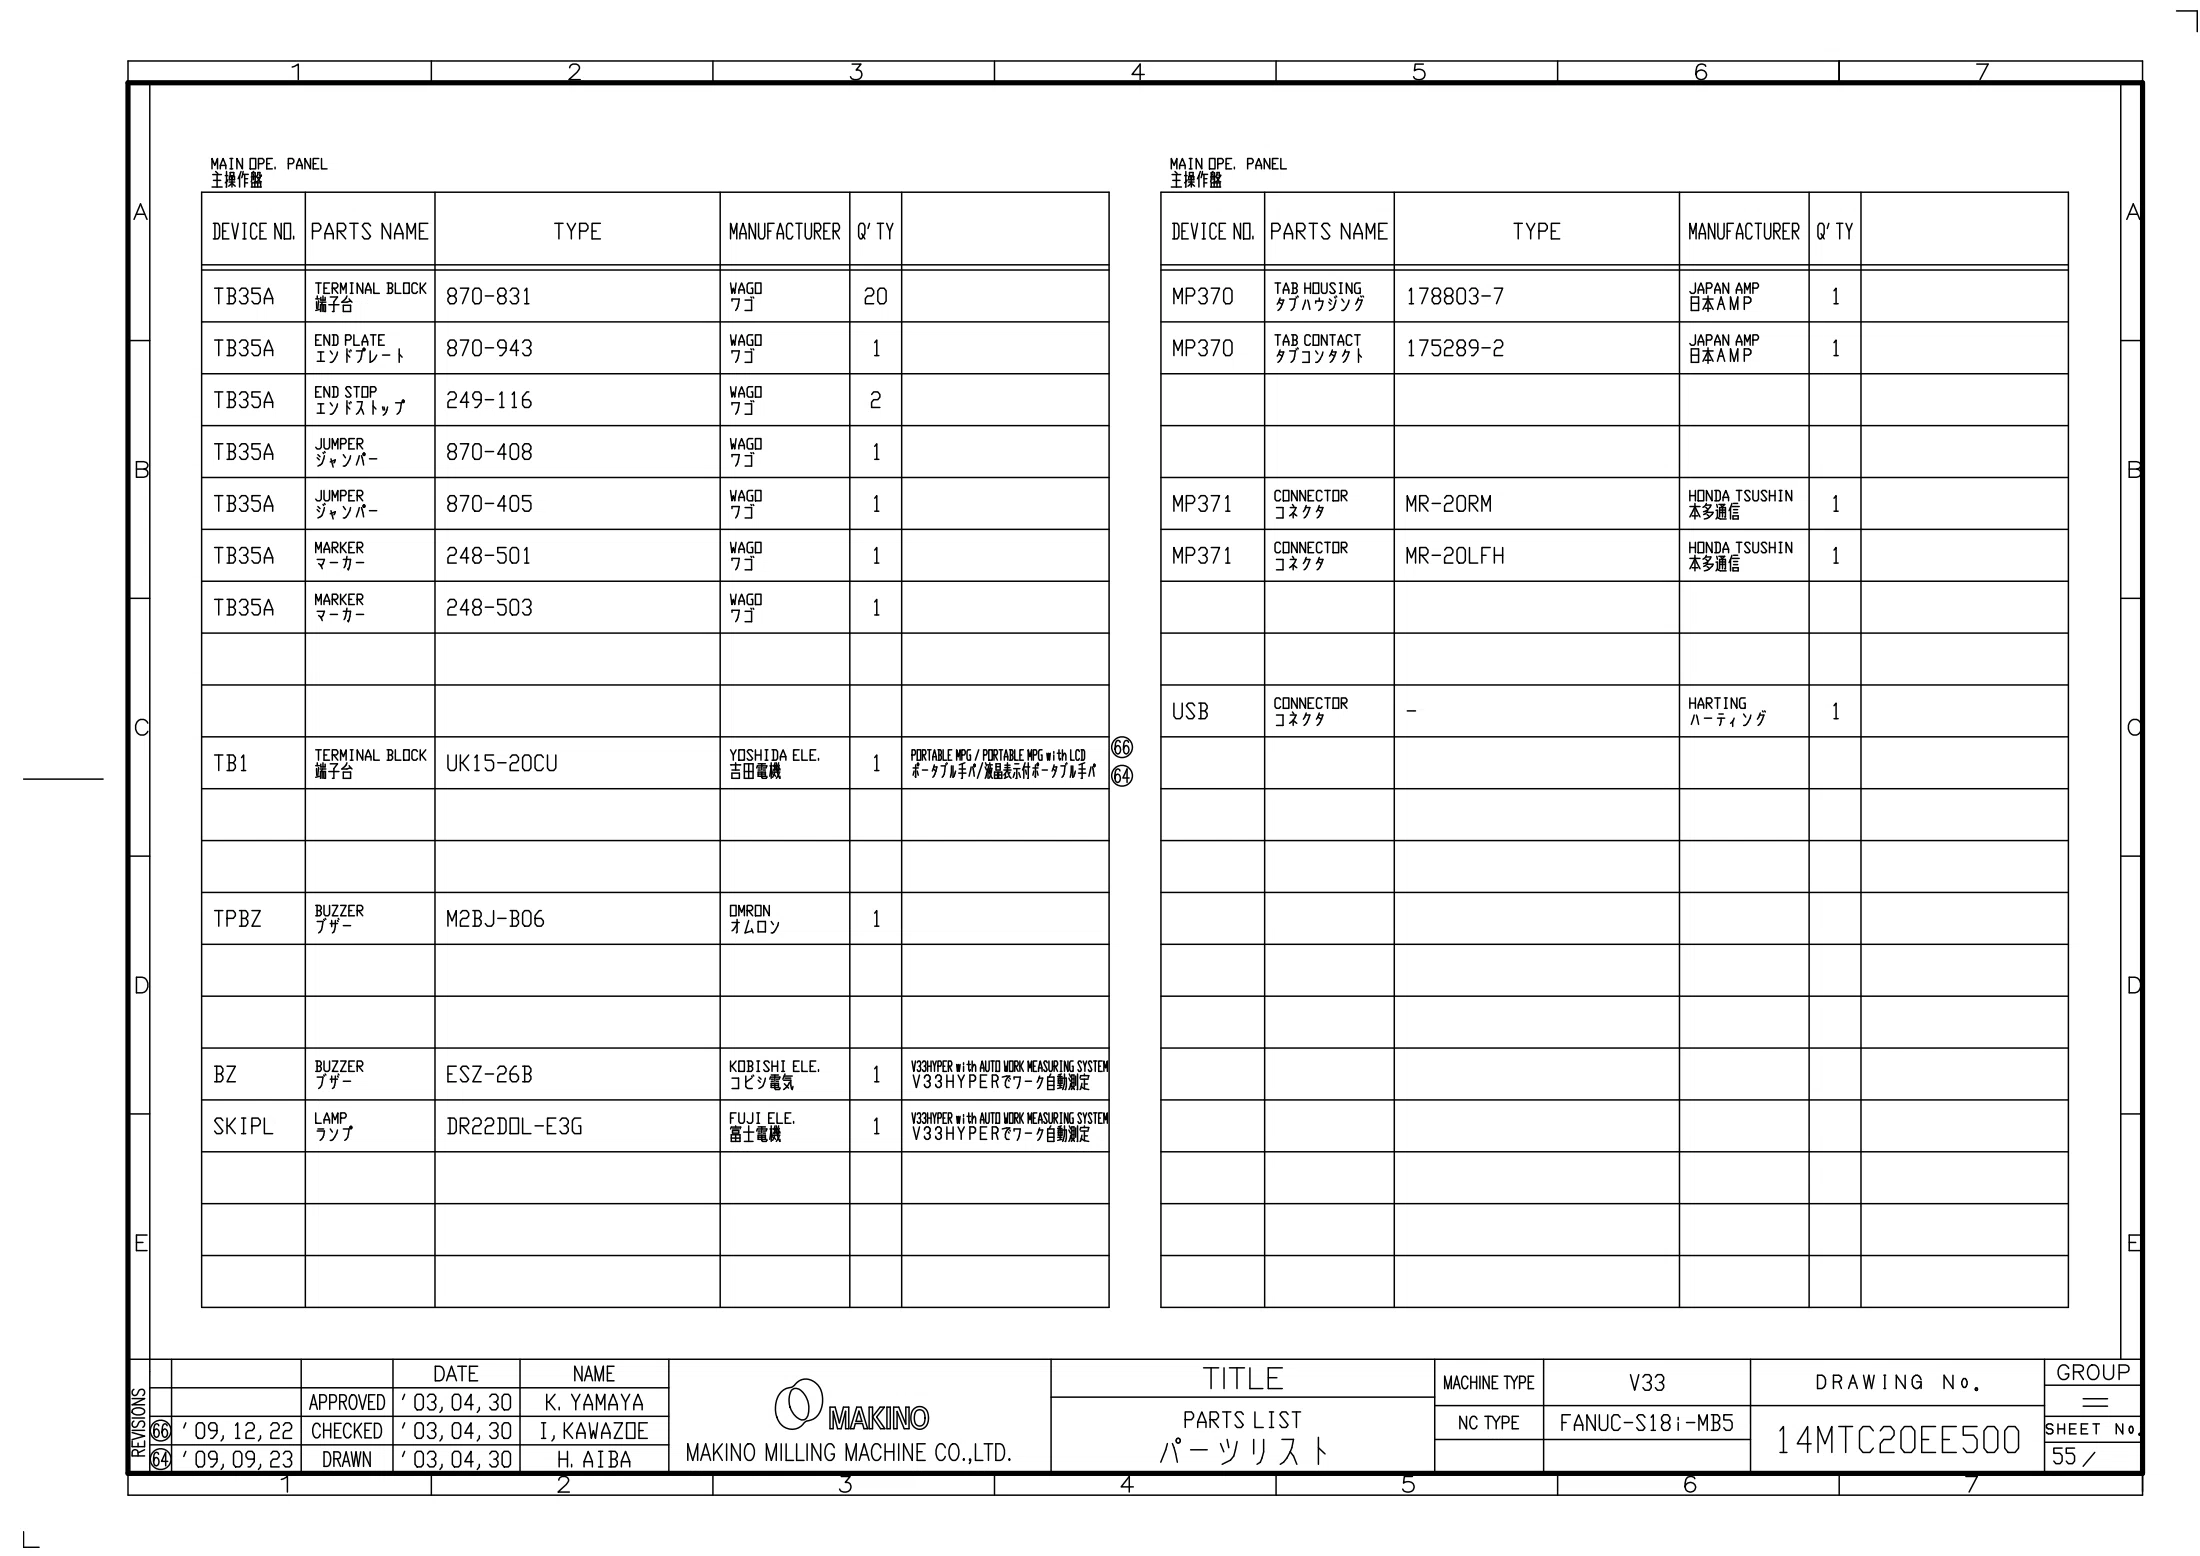 1 2 3 4 5 6 7
A A
B B
C C
D D
E E
MAIN OPE. PANEL
主操作盤
DEVICE NO. PARTS NAME TYPE MANUFACTURER Q'TY
TB35A TERMINAL BLOCK 870-831 WAGO 20
端子台 ワゴ
TB35A END PLATE 870-943 WAGO 1
エンドプレート ワゴ
TB35A END STOP 249-116 WAGO 2
エンドストップ ワゴ
TB35A JUMPER 870-408 WAGO 1
ジャンパー ワゴ
TB35A JUMPER 870-405 WAGO 1
ジャンパー ワゴ
TB35A MARKER 248-501 WAGO 1
マーカー ワゴ
TB35A MARKER 248-503 WAGO 1
マーカー ワゴ
TB1 TERMINAL BLOCK UK15-20CU YOSHIDA ELE. 1 PORTABLE MPG / PORTABLE MPG with LCD 66
端子台 吉田電機 ポータブル手パ/液晶表示付ポータブル手パ 64
TPBZ BUZZER M2BJ-B06 OMRON 1
ブザー オムロン
BZ BUZZER ESZ-26B KOBISHI ELE. 1 V33HYPER with AUTO WORK MEASURING SYSTEM
ブザー コビシ電気 V33HYPERでワーク自動測定
SKIPL LAMP DR22D0L-E3G FUJI ELE. 1 V33HYPER with AUTO WORK MEASURING SYSTEM
ランプ 富士電機 V33HYPERでワーク自動測定
MAIN OPE. PANEL
主操作盤
DEVICE NO. PARTS NAME TYPE MANUFACTURER Q'TY
MP370 TAB HOUSING 178803-7 JAPAN AMP 1
タブハウジング 日本AMP
MP370 TAB CONTACT 175289-2 JAPAN AMP 1
タブコンタクト 日本AMP
MP371 CONNECTOR MR-20RM HONDA TSUSHIN 1
コネクタ 本多通信
MP371 CONNECTOR MR-20LFH HONDA TSUSHIN 1
コネクタ 本多通信
USB CONNECTOR - HARTING 1
コネクタ ハーティング
REVISIONS
66 '09,12,22
64 '09,09,23
DATE NAME
APPROVED '03,04,30 K. YAMAYA
CHECKED '03,04,30 I,KAWAZOE
DRAWN '03,04,30 H. AIBA
MAKINO
MAKINO MILLING MACHINE CO.,LTD.
TITLE
PARTS LIST
パーツリスト
MACHINE TYPE V33
NC TYPE FANUC-S18i-MB5
DRAWING No.
14MTC20EE500
GROUP
=
SHEET No.
55/
1 2 3 4 5 6 7